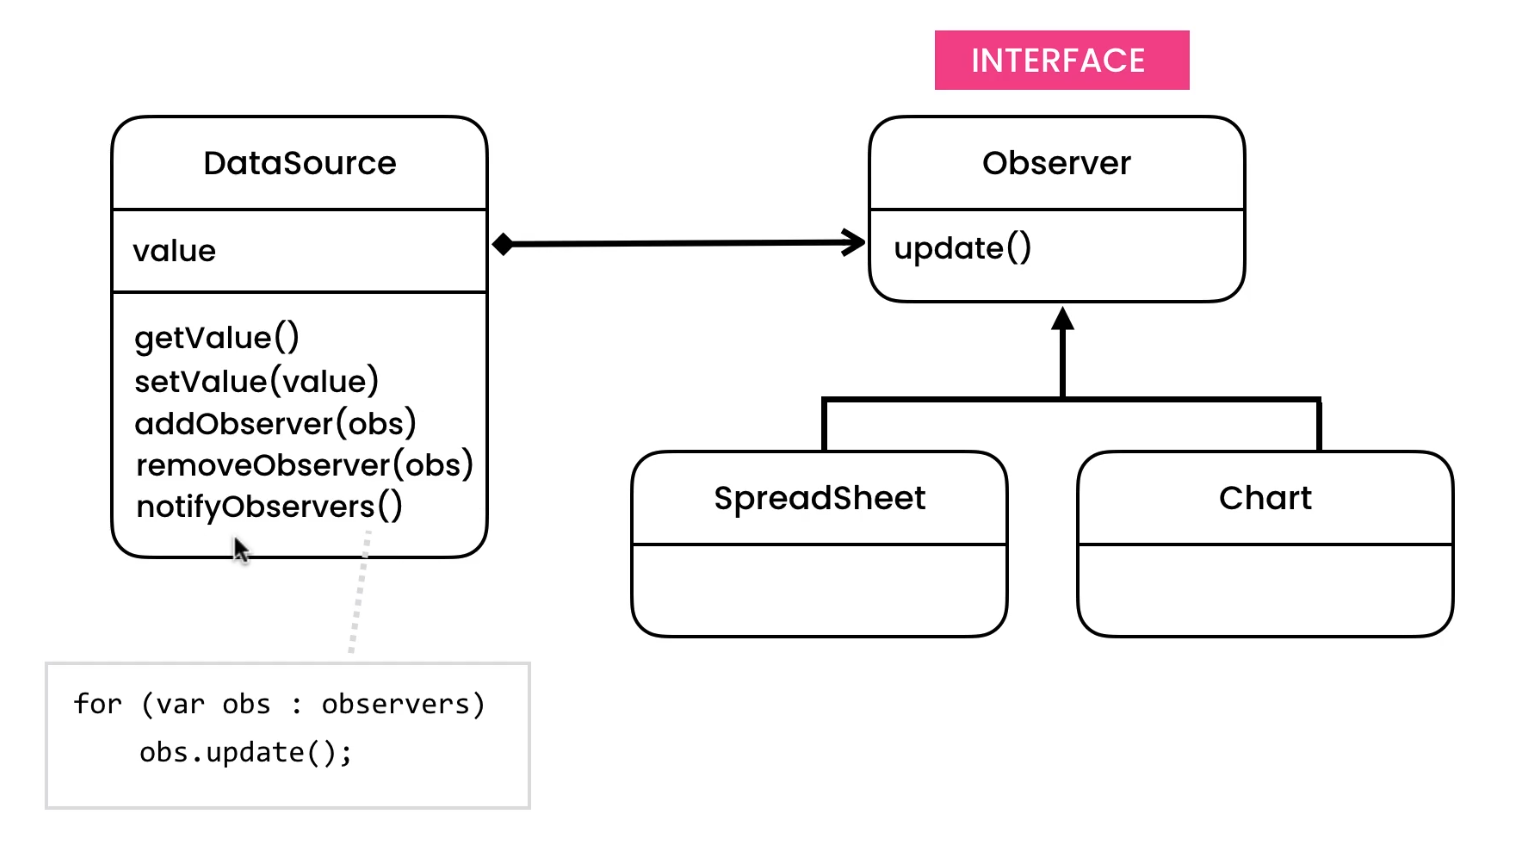 INTERFACE
DataSource
value
getValue()
setValue(value)
addObserver(obs)
removeObserver(obs)
notifyObservers()
Observer
update()
SpreadSheet
Chart
for (var obs : observers)
    obs.update();